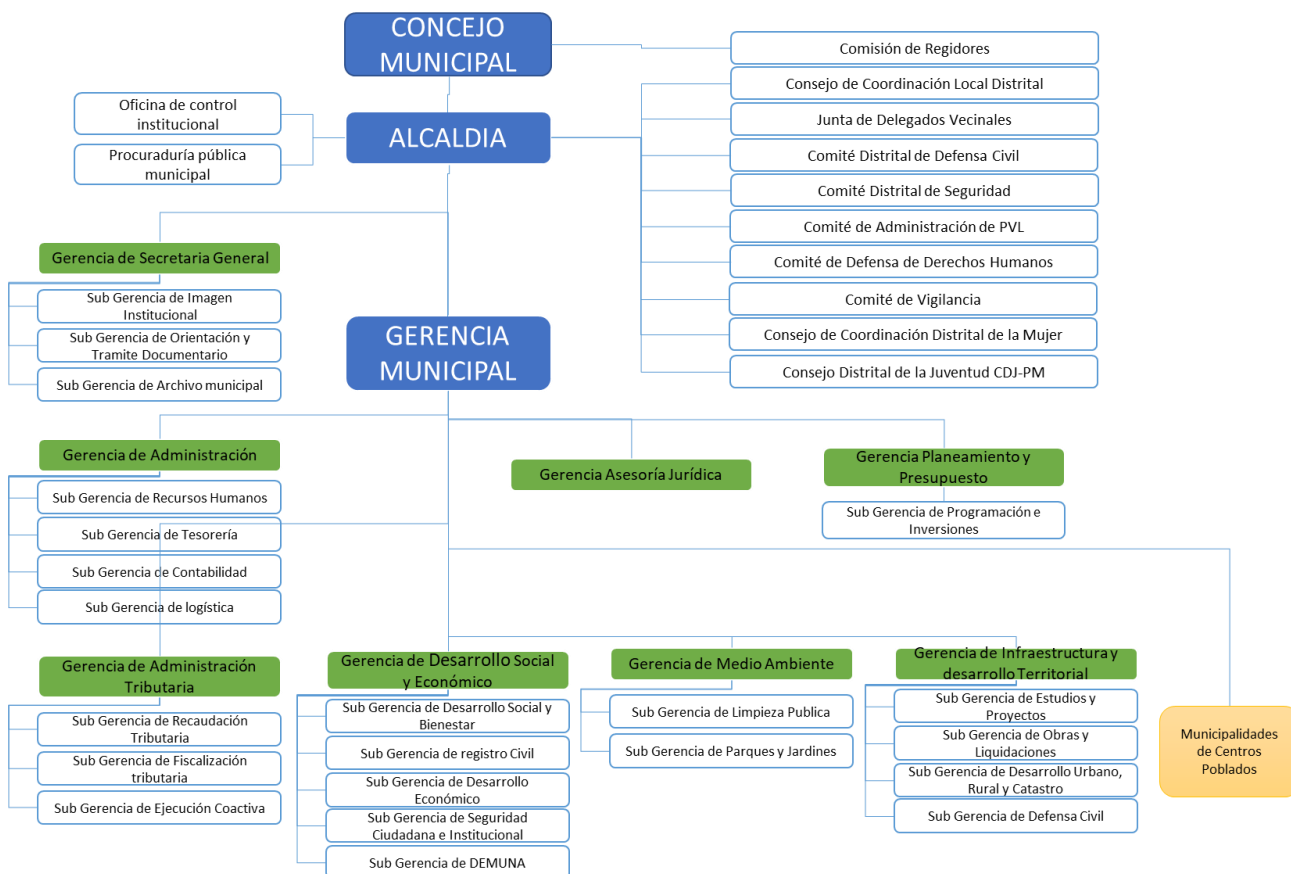 CONCEJO
MUNICIPAL
Comisión de Regidores
Consejo de Coordinación Local Distrital
Oficina de control
institucional
Junta de Delegados Vecinales
ALCALDIA
Procuraduría pública
municipal
Comité Distrital de Defensa Civil
Comité Distrital de Seguridad
Comité de Administración de PVL
Comité de Defensa de Derechos Humanos
Comité de Vigilancia
Consejo de Coordinación Distrital de la Mujer
Consejo Distrital de la Juventud CDJ-PM
Gerencia de Secretaria General
Sub Gerencia de Imagen
Institucional
Sub Gerencia de Orientación y
Tramite Documentario
Sub Gerencia de Archivo municipal
GERENCIA
MUNICIPAL
Gerencia de Administración
Sub Gerencia de Recursos Humanos
Sub Gerencia de Tesorería
Sub Gerencia de Contabilidad
Sub Gerencia de logística
Gerencia Asesoría Jurídica
Gerencia Planeamiento y
Presupuesto
Sub Gerencia de Programación e
Inversiones
Gerencia de Administración
Tributaria
Sub Gerencia de Recaudación
Tributaria
Sub Gerencia de Fiscalización
tributaria
Sub Gerencia de Ejecución Coactiva
Gerencia de Desarrollo Social
y Económico
Sub Gerencia de Desarrollo Social y
Bienestar
Sub Gerencia de registro Civil
Sub Gerencia de Desarrollo
Económico
Sub Gerencia de Seguridad
Ciudadana e Institucional
Sub Gerencia de DEMUNA
Gerencia de Medio Ambiente
Sub Gerencia de Limpieza Publica
Sub Gerencia de Parques y Jardines
Gerencia de Infraestructura y
desarrollo Territorial
Sub Gerencia de Estudios y
Proyectos
Sub Gerencia de Obras y
Liquidaciones
Sub Gerencia de Desarrollo Urbano,
Rural y Catastro
Sub Gerencia de Defensa Civil
Municipalidades
de Centros
Poblados